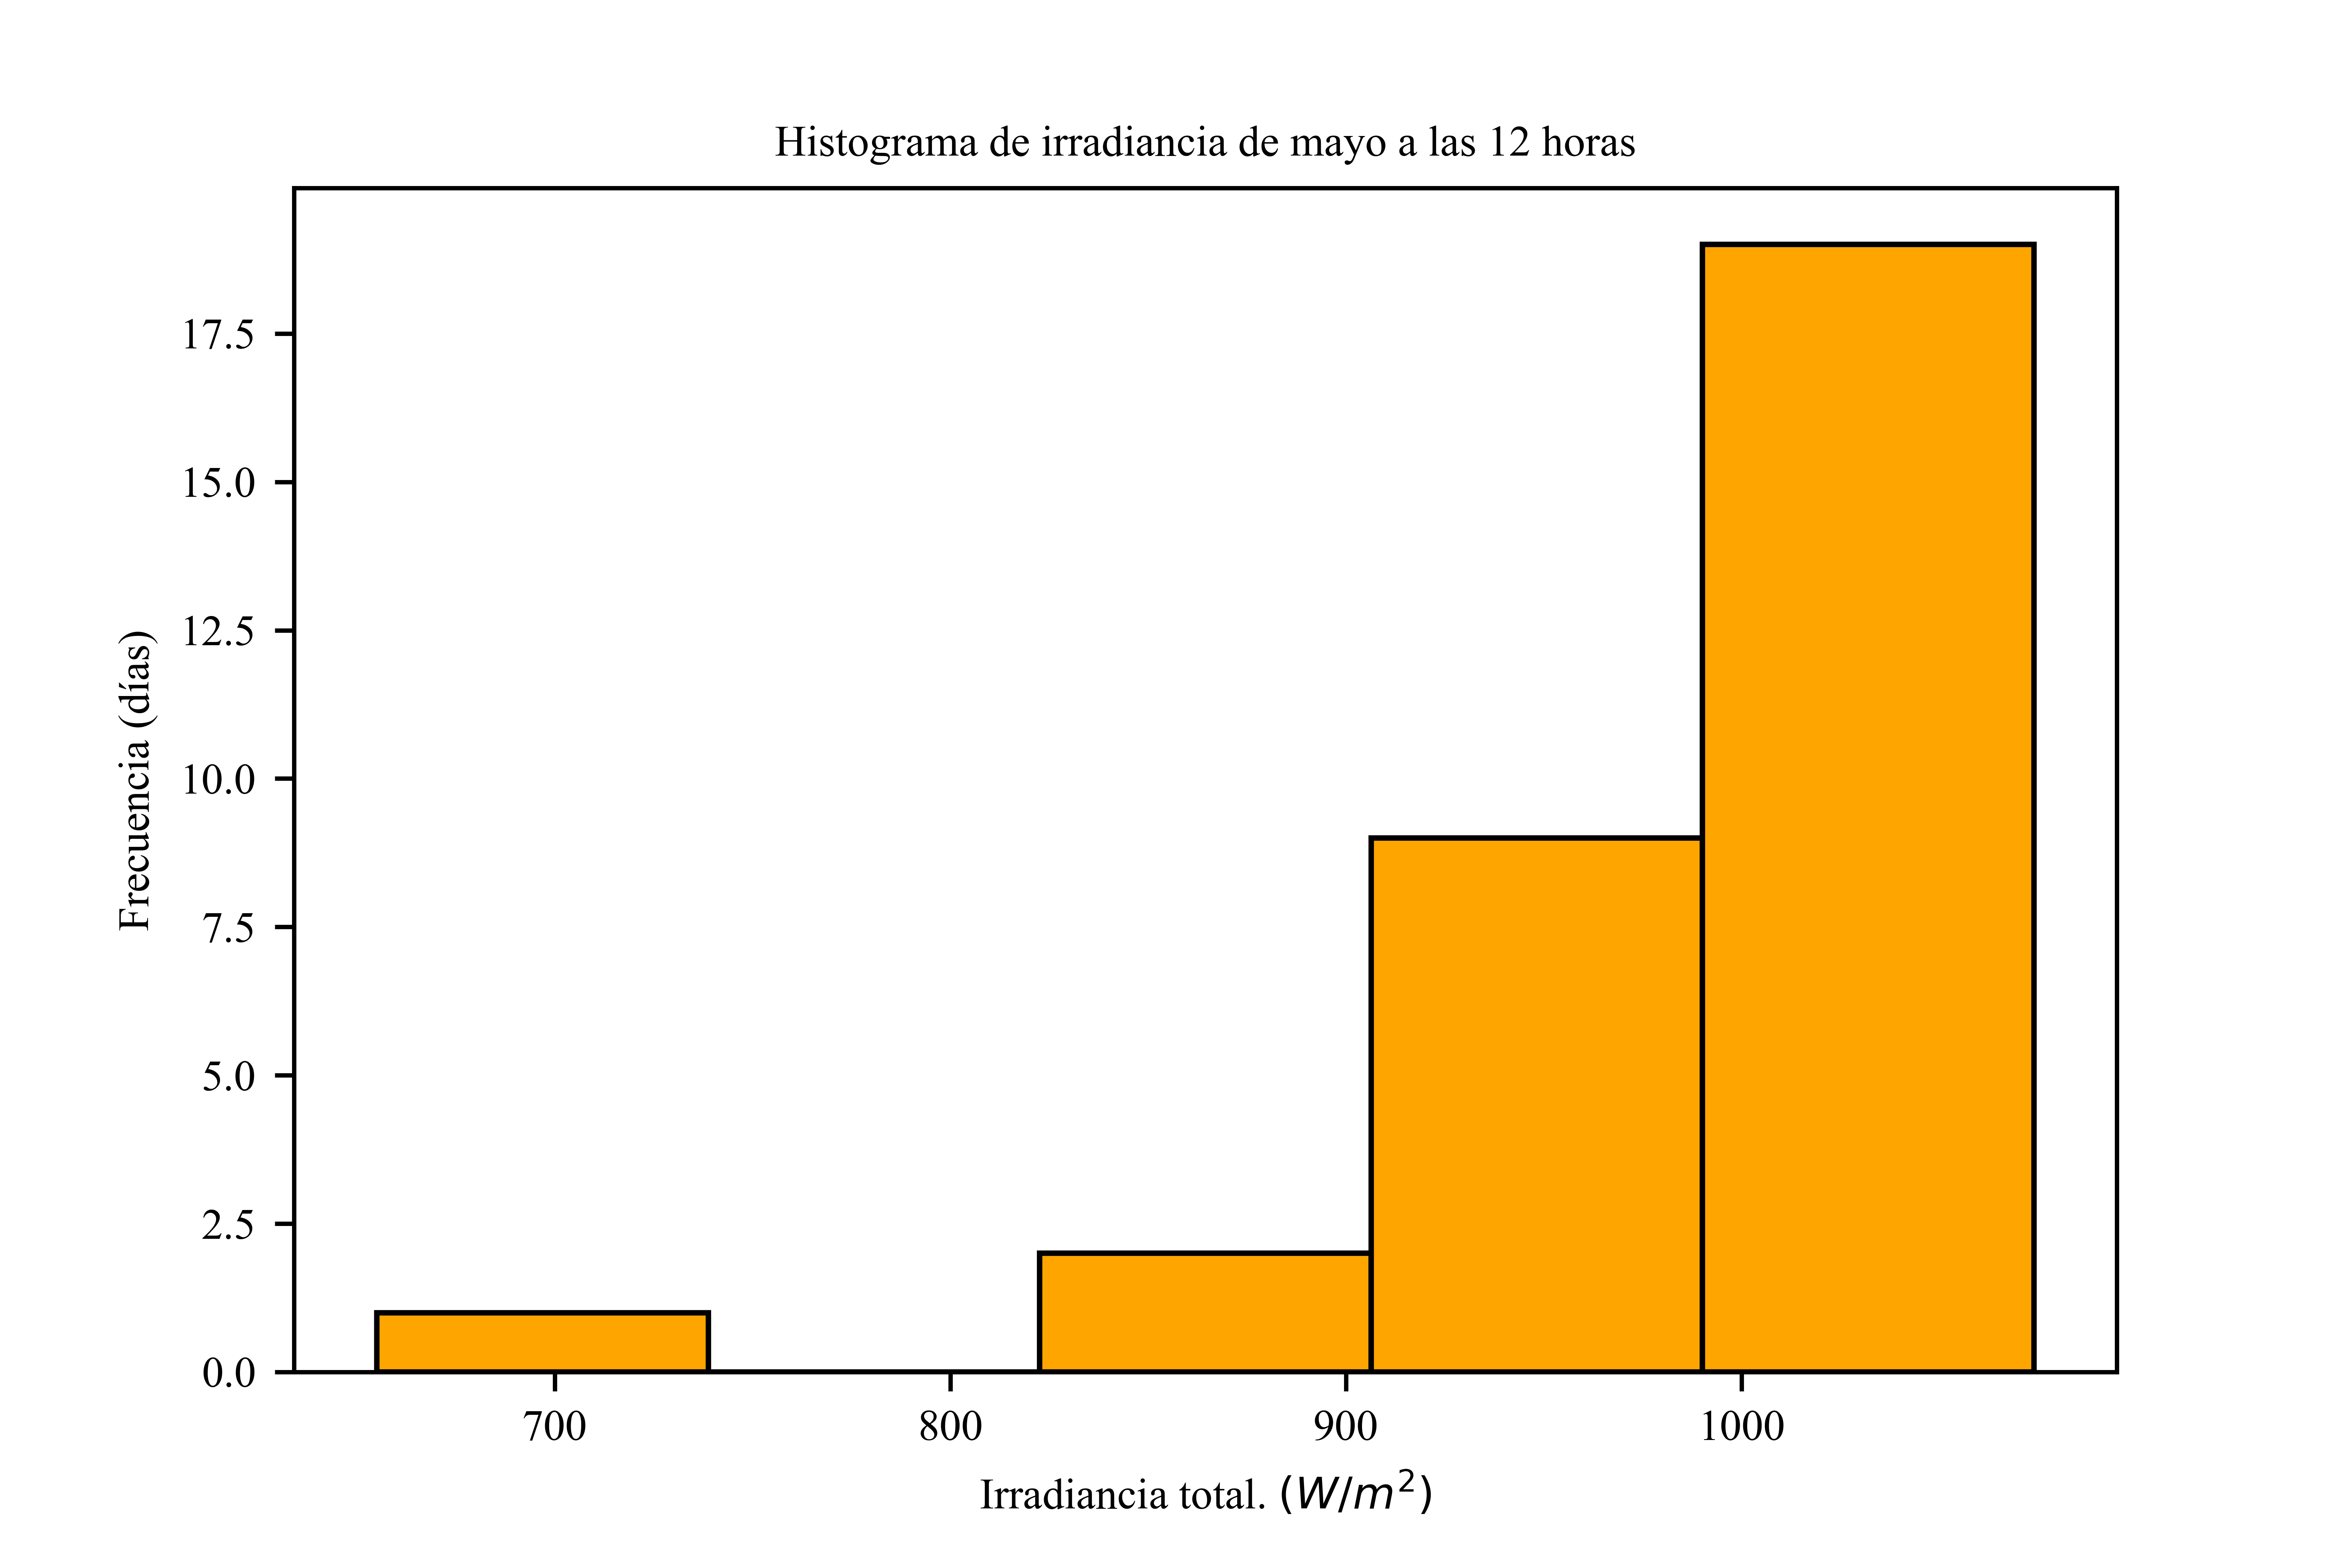 Histograma de irradiancia de mayo a las 12 horas
17.5
15.0
12.5
10.0
7.5
5.0
2.5
0.0
Frecuencia (días)
700 800 900 1000
Irradiancia total. (W/m²)